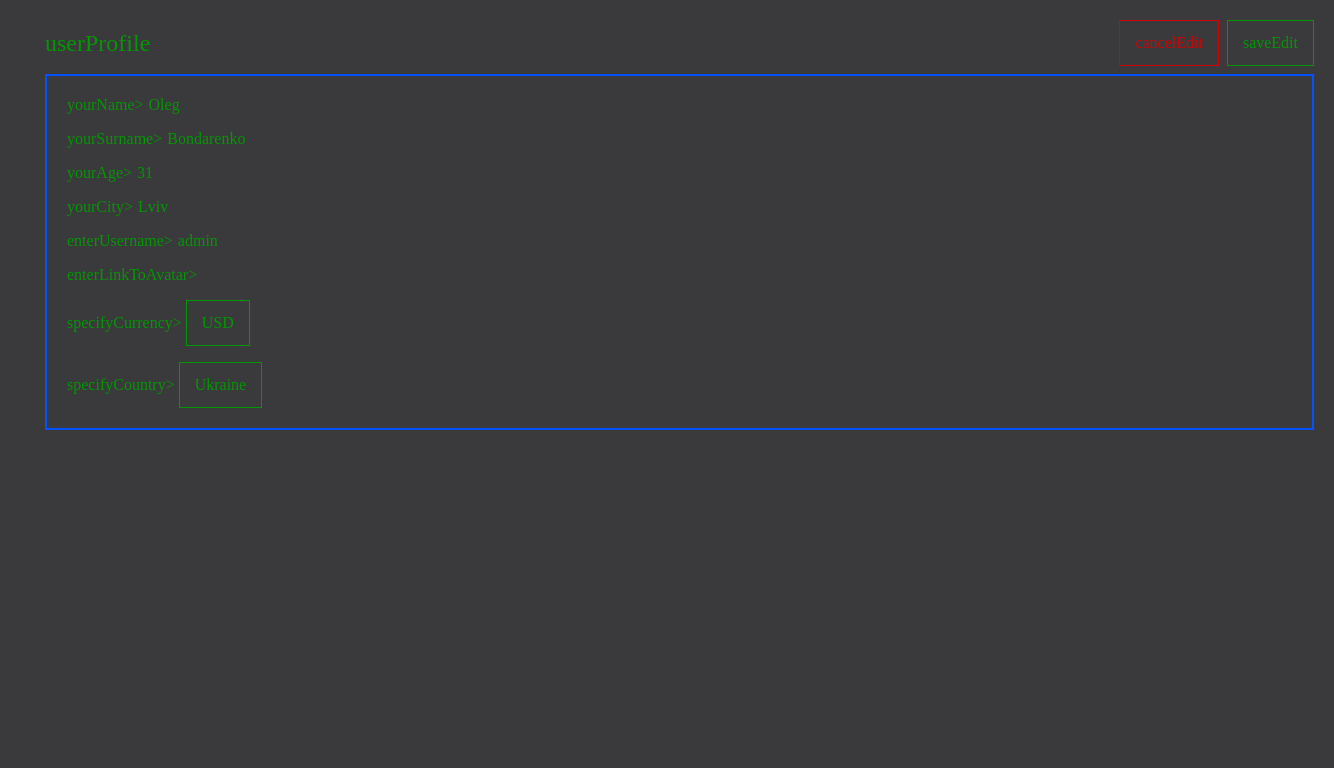 userProfile
cancelEdit
saveEdit
yourName> Oleg
yourSurname> Bondarenko
yourAge> 31
yourCity> Lviv
enterUsername> admin
enterLinkToAvatar>
specifyCurrency> USD
specifyCountry> Ukraine